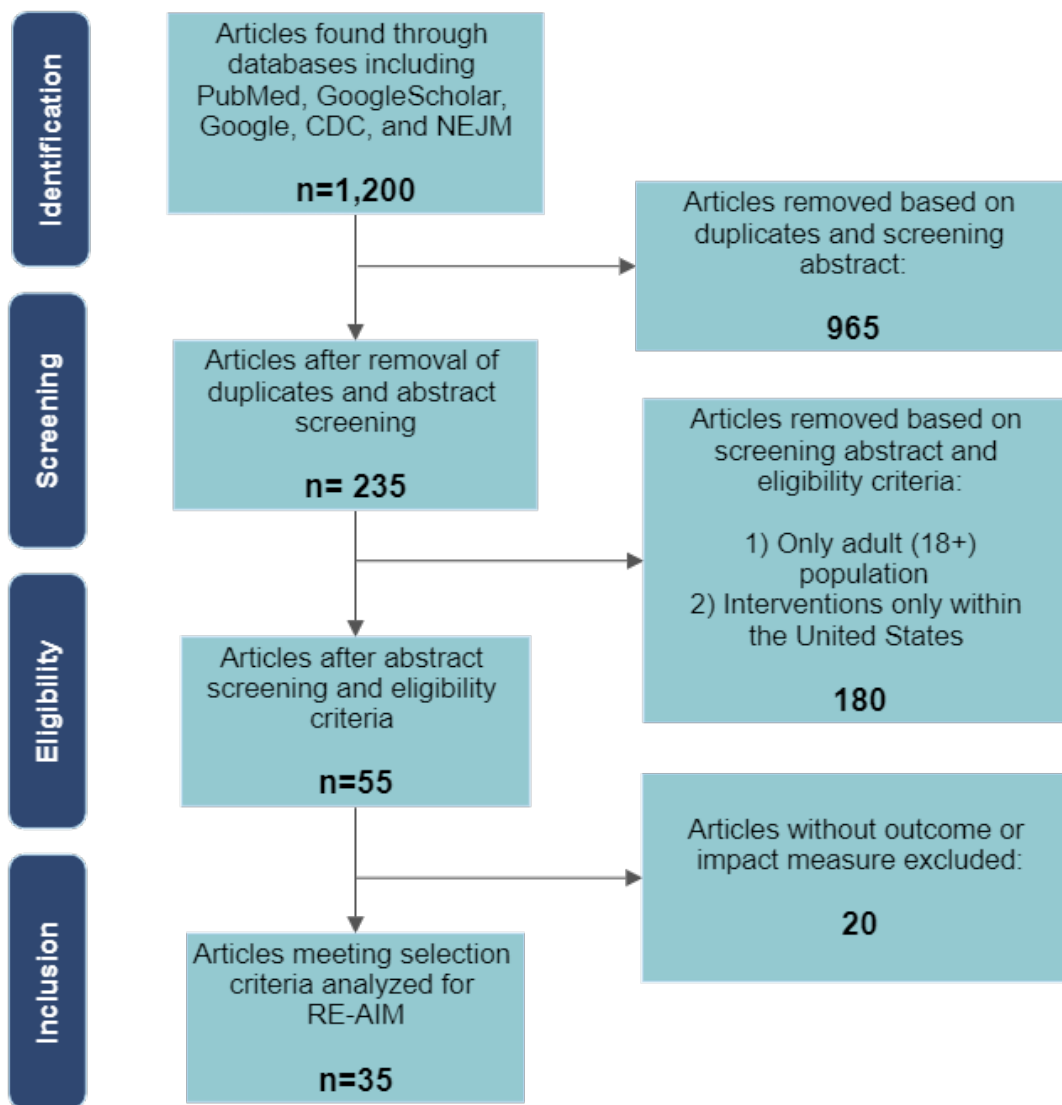 Identification
Articles found through
databases including
PubMed, GoogleScholar,
Google, CDC, and NEJM
n=1,200
Articles removed based on
duplicates and screening
abstract:
965
Screening
Articles after removal of
duplicates and abstract
screening
n= 235
Articles removed based on
screening abstract and
eligibility criteria:
1) Only adult (18+)
population
2) Interventions only within
the United States
180
Eligibility
Articles after abstract
screening and eligibility
criteria
n=55
Articles without outcome or
impact measure excluded:
20
Inclusion
Articles meeting selection
criteria analyzed for
RE-AIM
n=35